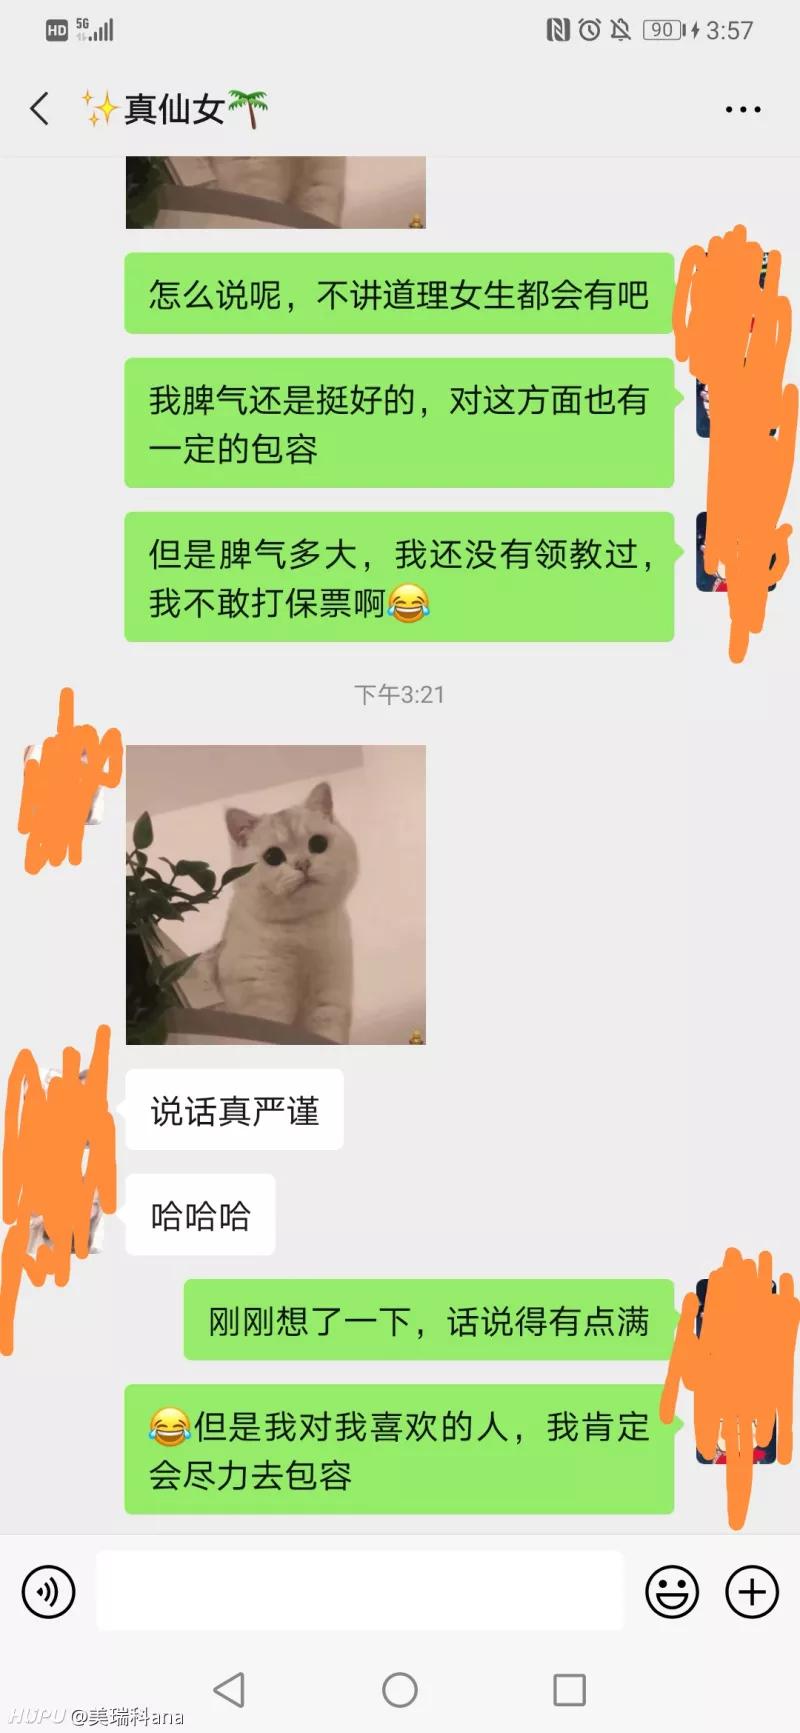 HD 5G 90 3:57
✨真仙女🌴
怎么说呢，不讲道理女生都会有吧
我脾气还是挺好的，对这方面也有
一定的包容
但是脾气多大，我还没有领教过，
我不敢打保票啊😂
下午3:21
说话真严谨
哈哈哈
刚刚想了一下，话说得有点满
😂但是我对我喜欢的人，我肯定
会尽力去包容
HUPU @美瑞科ana